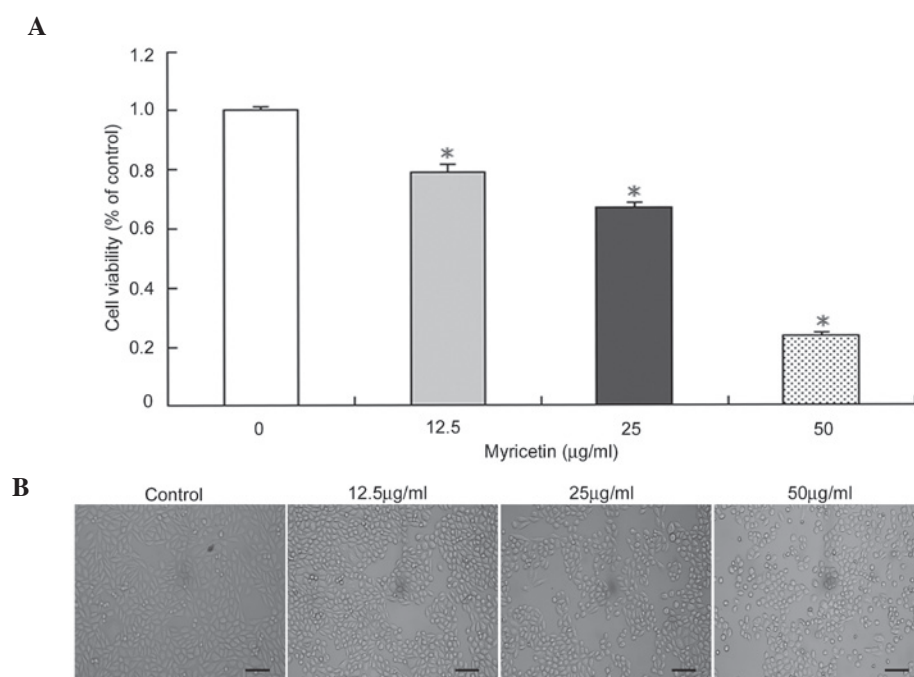 A
Cell viability (% of control)
1.2
1.0
0.8
0.6
0.4
0.2
0
*
*
*
0 12.5 25 50
Myricetin (µg/ml)
B
Control 12.5µg/ml 25µg/ml 50µg/ml